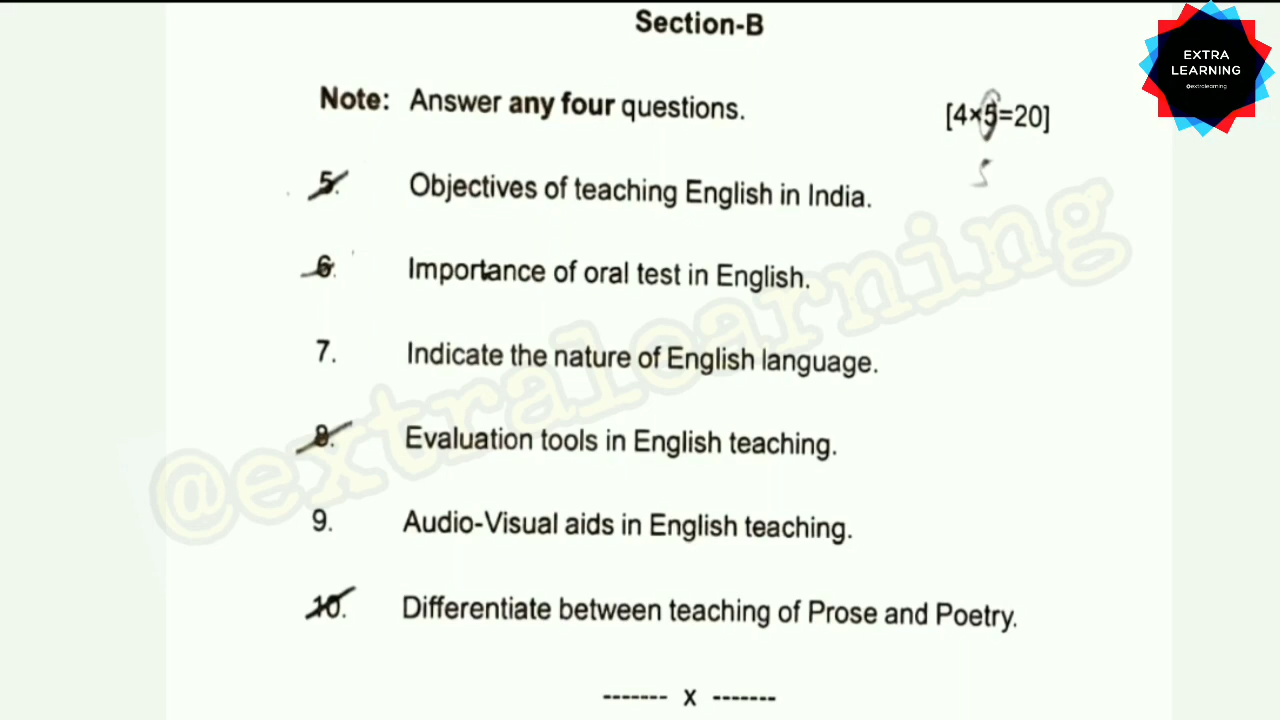 Section-B
EXTRA
LEARNING
@extralearning
Note: Answer any four questions. [4×5=20]
5
5. Objectives of teaching English in India.
6. Importance of oral test in English.
7. Indicate the nature of English language.
8. Evaluation tools in English teaching.
9. Audio-Visual aids in English teaching.
10. Differentiate between teaching of Prose and Poetry.
------- X -------
@extralearning